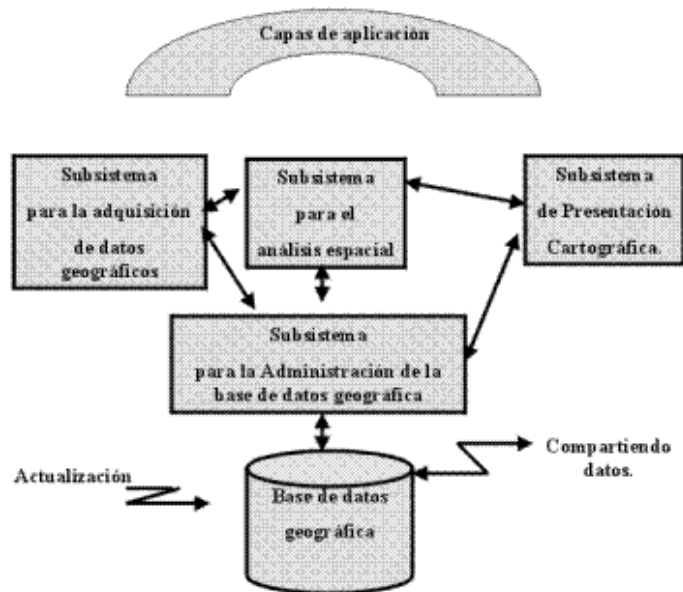 Capas de aplicación
Subsistema
para la adquisición
de datos
geográficos
Subsistema
para el
análisis espacial
Subsistema
de Presentación
Cartográfica.
Subsistema
para la Administración de la
base de datos geográfica
Actualización
Compartiendo
datos.
Base de datos
geográfica